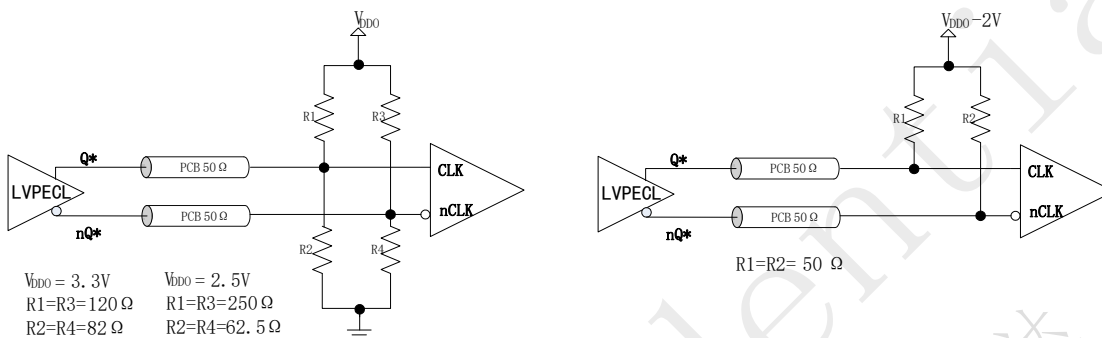 VDDO
R1
R3
Q*
PCB 50 Ω
CLK
LVPECL
PCB 50 Ω
nCLK
nQ*
R2
R4
VDDO = 3.3V
R1=R3=120 Ω
R2=R4=82 Ω
VDDO = 2.5V
R1=R3=250 Ω
R2=R4=62.5 Ω
VDDO-2V
R1
R2
Q*
PCB 50 Ω
CLK
LVPECL
PCB 50 Ω
nCLK
nQ*
R1=R2= 50 Ω
dentia